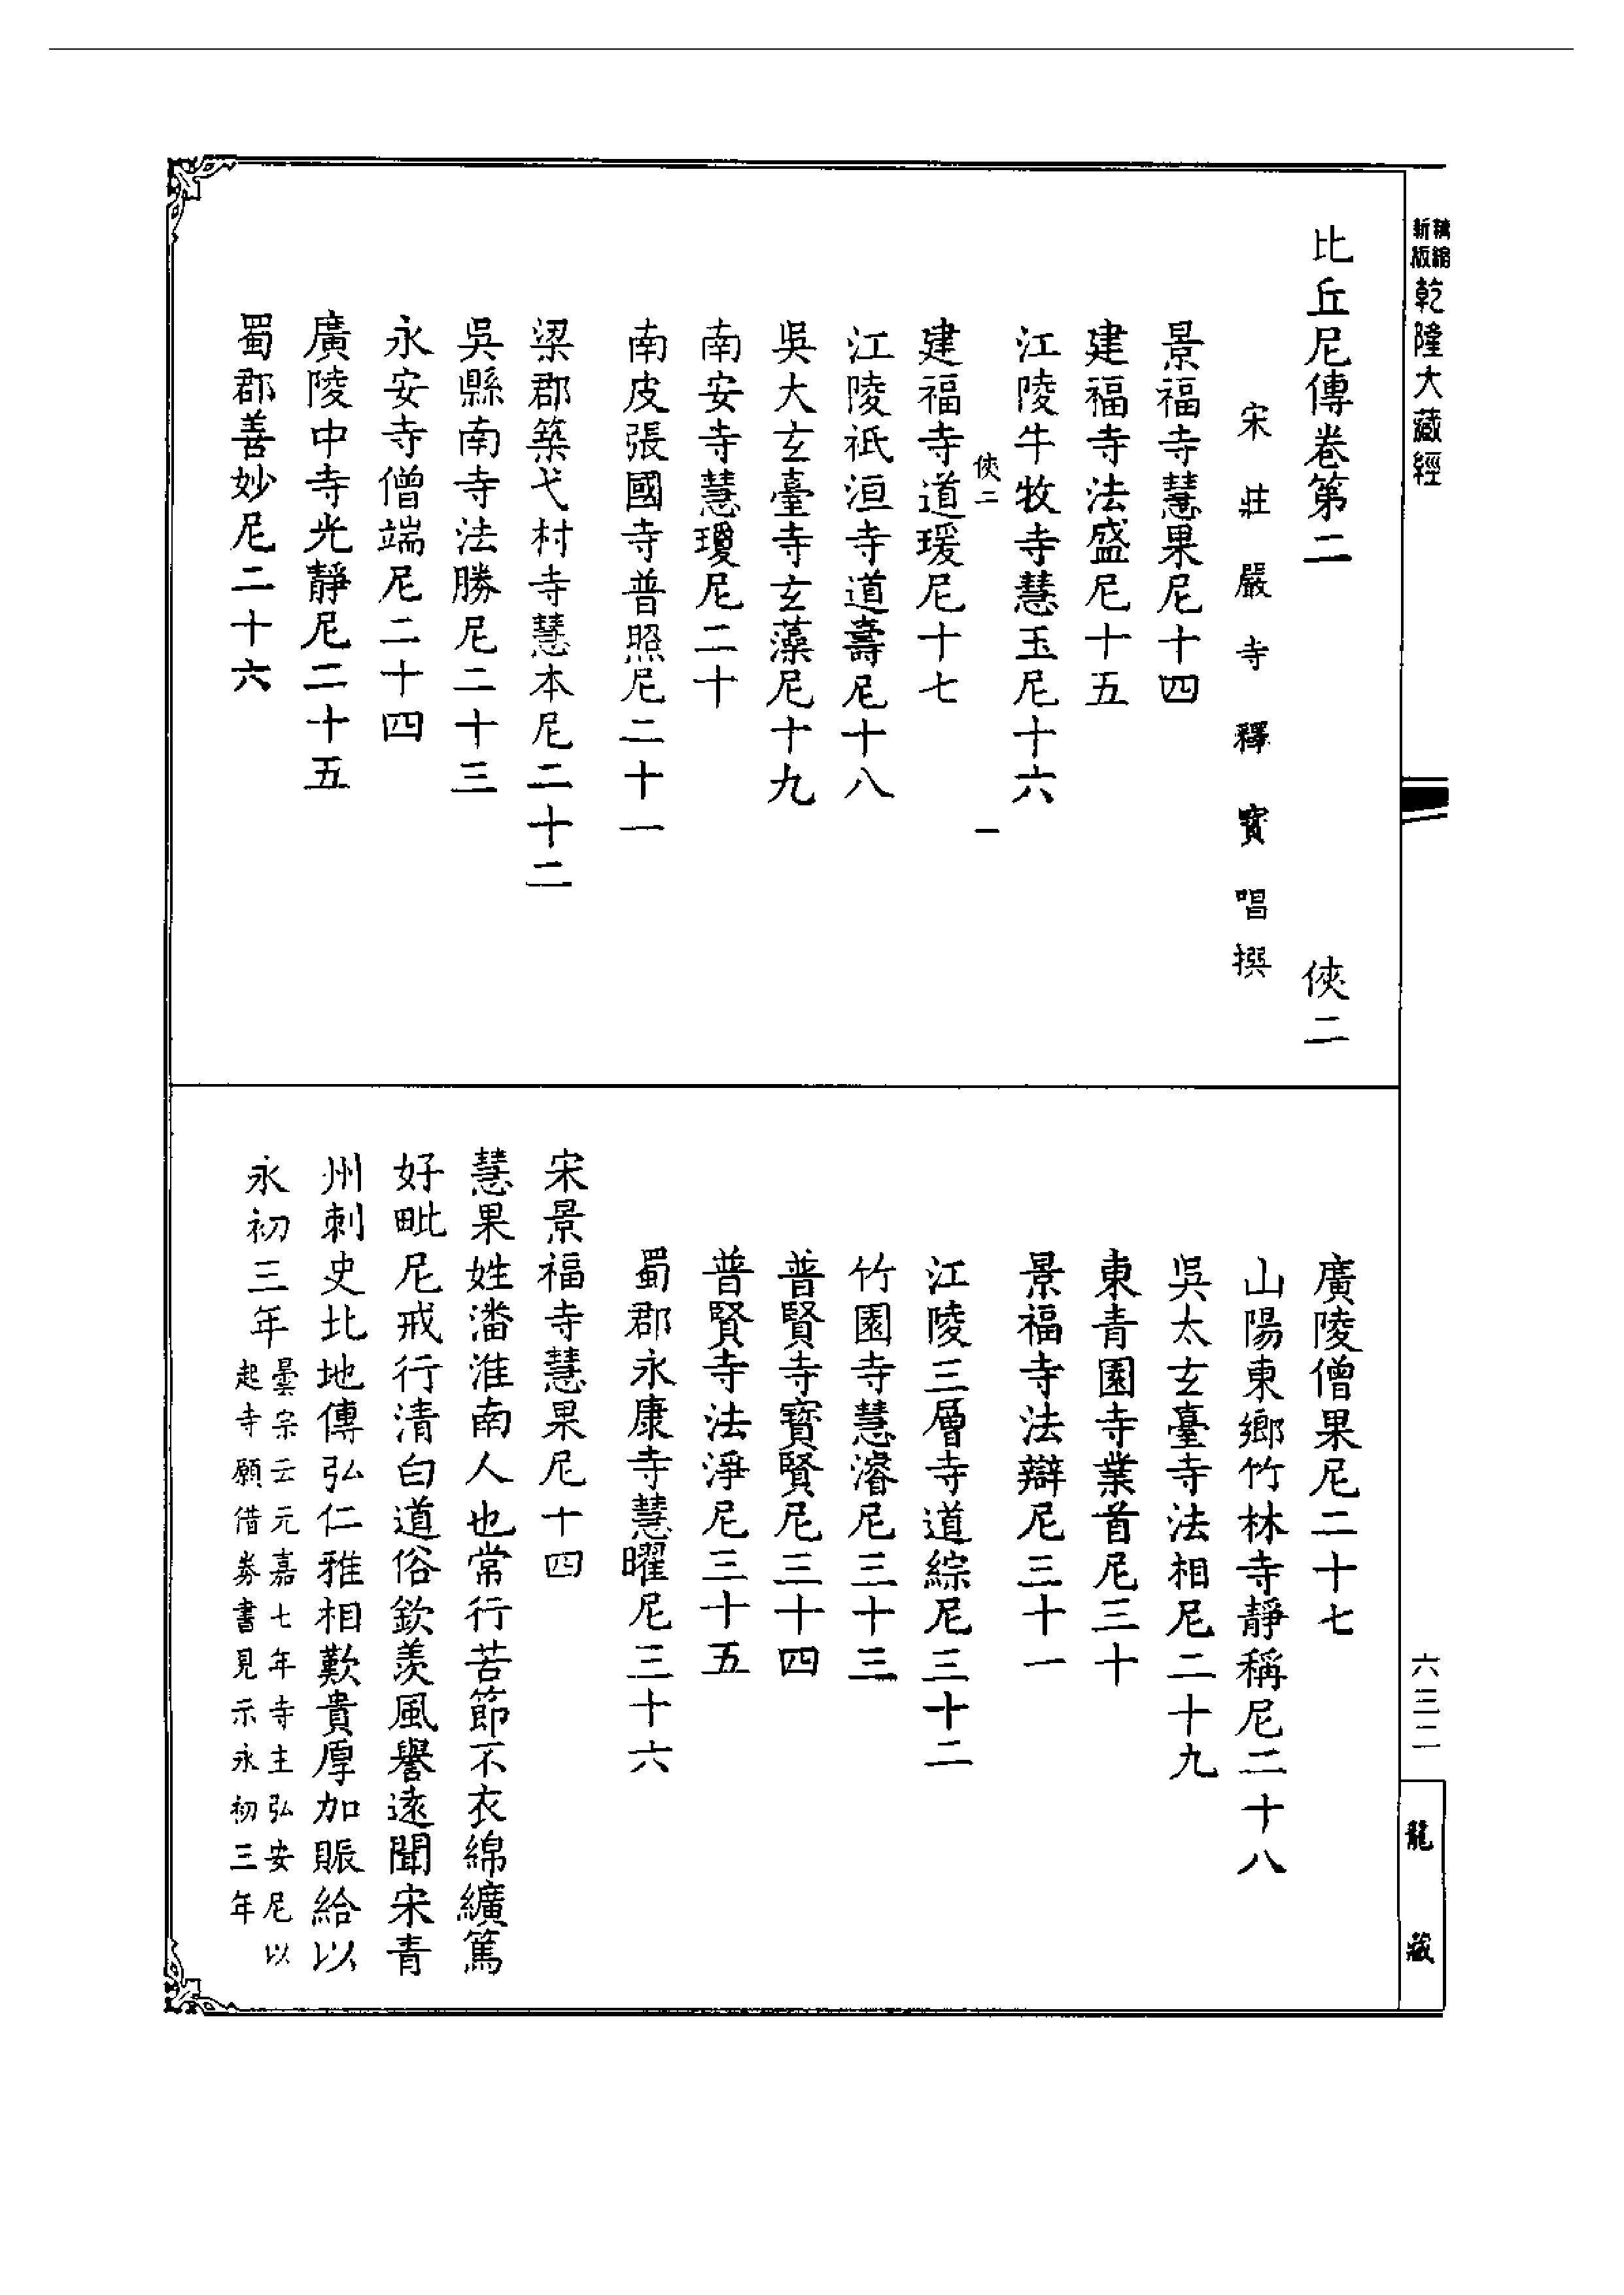 精縮新版乾隆大藏經
比丘尼傳卷第二 俠二
宋莊嚴寺釋寶唱撰
景福寺慧果尼十四
建福寺法盛尼十五
江陵牛牧寺慧玉尼十六
俠二 一
建福寺道瑗尼十七
江陵祇洹寺道壽尼十八
吳大玄臺寺玄藻尼十九
南安寺慧瓊尼二十
南皮張國寺普照尼二十一
梁郡築弋村寺慧本尼二十二
吳縣南寺法勝尼二十三
永安寺僧端尼二十四
廣陵中寺光靜尼二十五
蜀郡善妙尼二十六
廣陵僧果尼二十七
山陽東鄉竹林寺靜稱尼二十八
吳太玄臺寺法相尼二十九
東青園寺業首尼三十
景福寺法辯尼三十一
江陵三層寺道綜尼三十二
竹園寺慧濬尼三十三
普賢寺寶賢尼三十四
普賢寺法淨尼三十五
蜀郡永康寺慧曜尼三十六
宋景福寺慧果尼十四
慧果姓潘淮南人也常行苦節不衣綿纊篤
好毗尼戒行清白道俗欽羨風譽遠聞宋青
州刺史北地傳弘仁雅相歎貴厚加賑給以
永初三年曇宗云元嘉七年寺主弘安尼以
起寺願借券書見示永初三年
六三二
龍藏